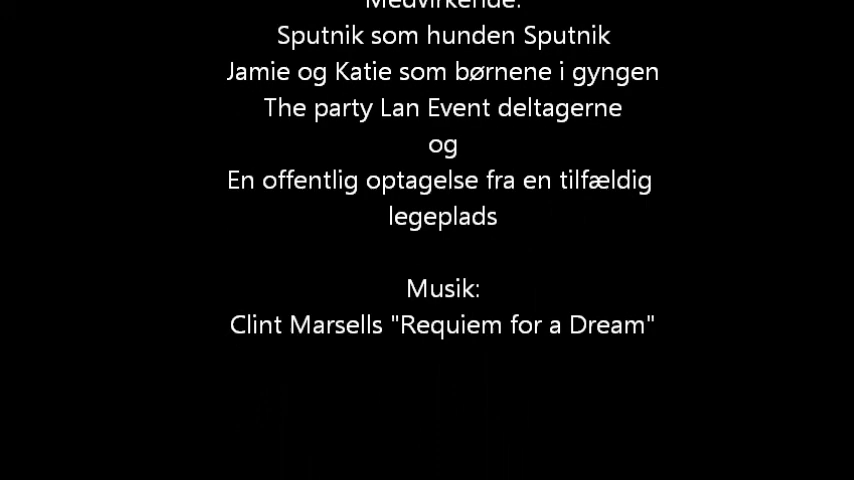 Medvirkende:
Sputnik som hunden Sputnik
Jamie og Katie som børnene i gyngen
The party Lan Event deltagerne
og
En offentlig optagelse fra en tilfældig
legeplads
Musik:
Clint Marsells "Requiem for a Dream"